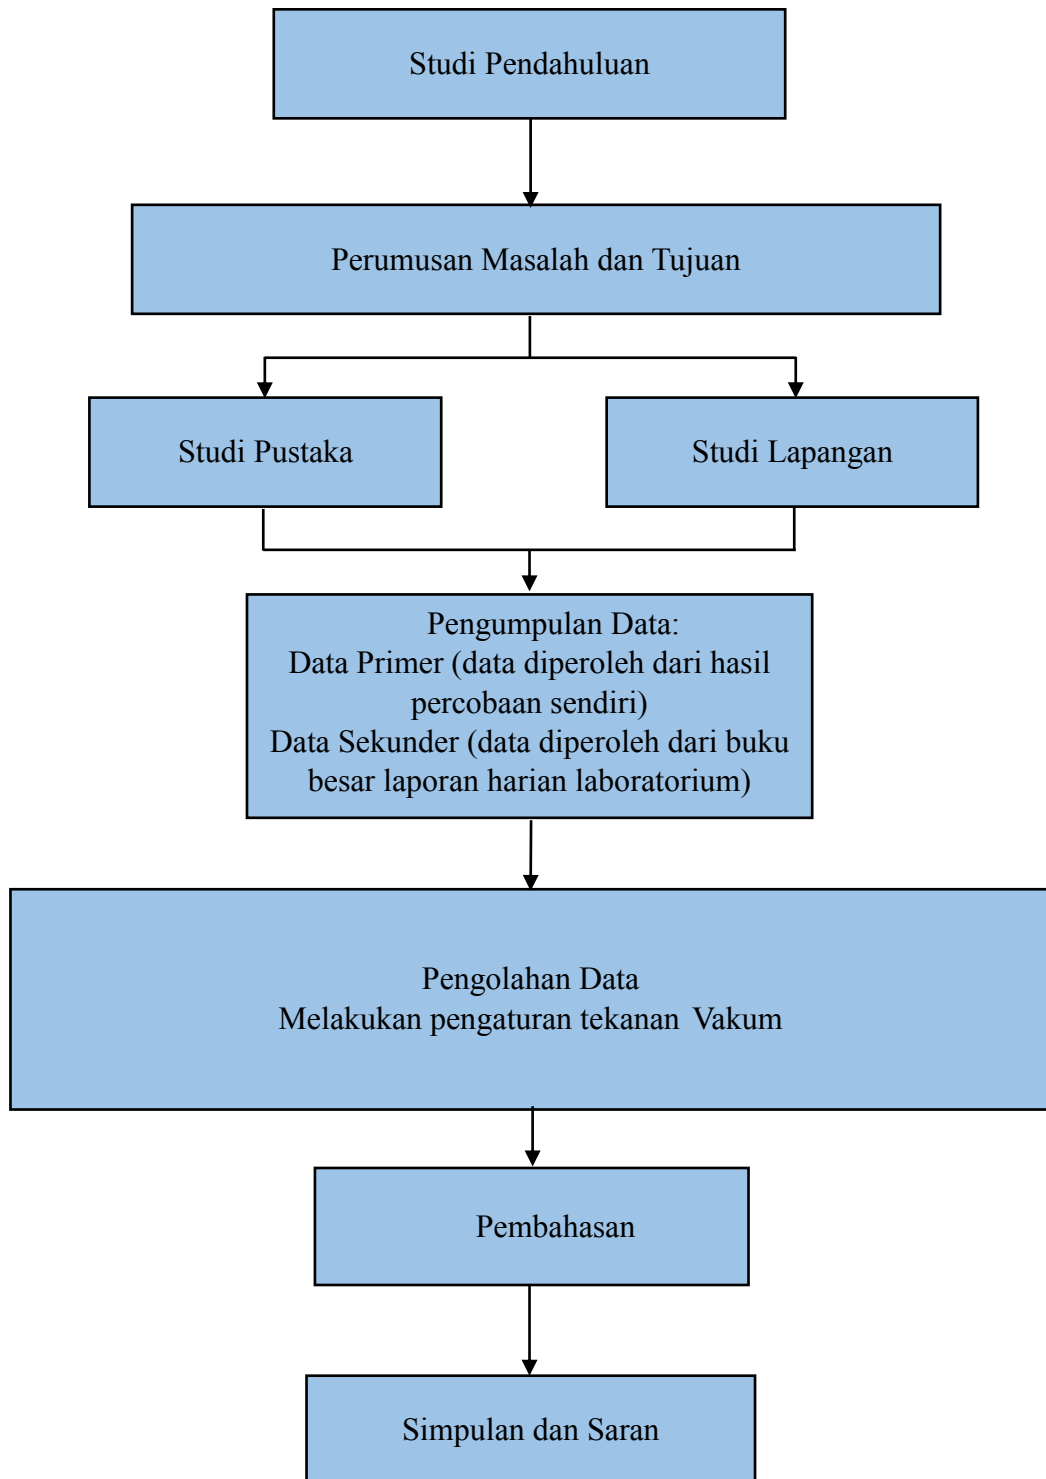 Studi Pendahuluan
Perumusan Masalah dan Tujuan
Studi Pustaka
Studi Lapangan
Pengumpulan Data:
Data Primer (data diperoleh dari hasil
percobaan sendiri)
Data Sekunder (data diperoleh dari buku
besar laporan harian laboratorium)
Pengolahan Data
Melakukan pengaturan tekanan Vakum
Pembahasan
Simpulan dan Saran